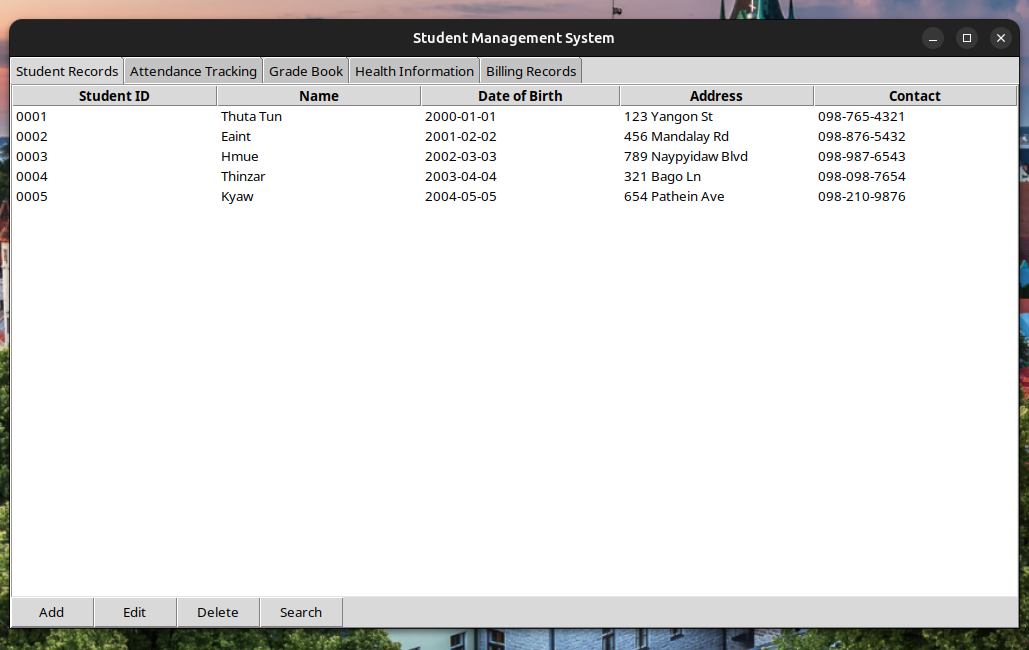 Student Management System
Student Records Attendance Tracking Grade Book Health Information Billing Records
Student ID Name Date of Birth Address Contact
0001 Thuta Tun 2000-01-01 123 Yangon St 098-765-4321
0002 Eaint 2001-02-02 456 Mandalay Rd 098-876-5432
0003 Hmue 2002-03-03 789 Naypyidaw Blvd 098-987-6543
0004 Thinzar 2003-04-04 321 Bago Ln 098-098-7654
0005 Kyaw 2004-05-05 654 Pathein Ave 098-210-9876
Add Edit Delete Search